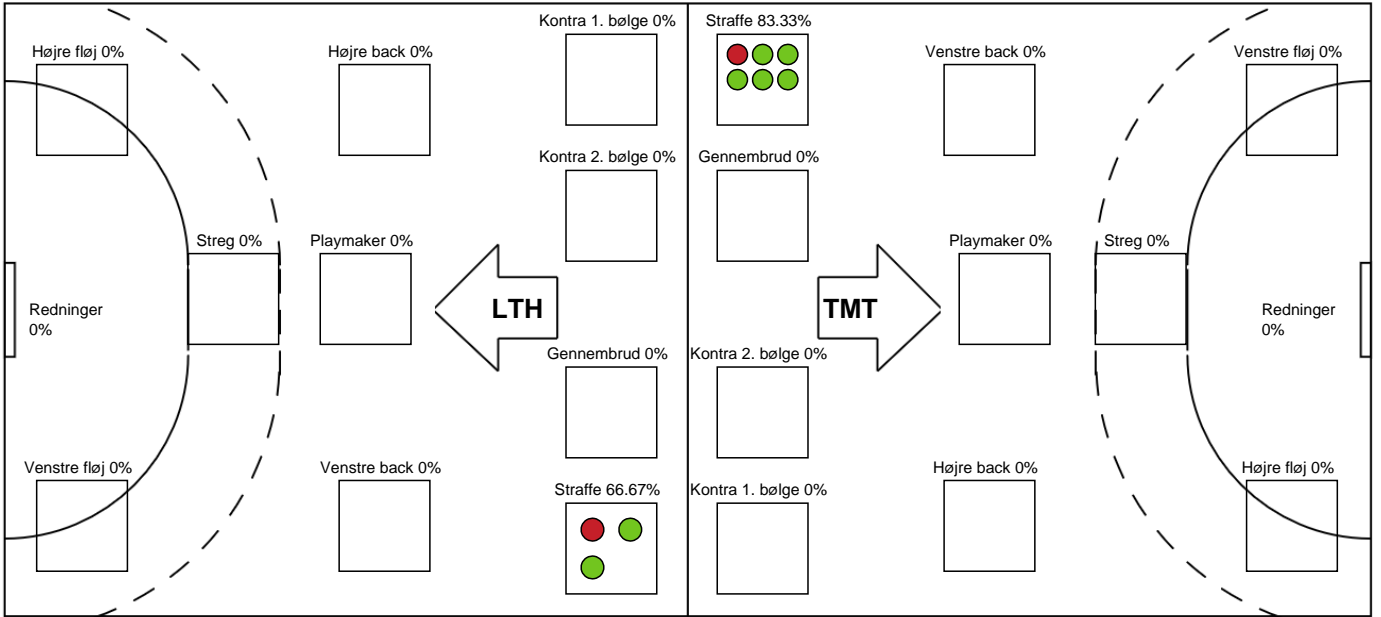 Kontra 1. bølge 0%
Straffe 83.33%
Højre fløj 0%
Højre back 0%
Venstre back 0%
Venstre fløj 0%
Kontra 2. bølge 0%
Gennembrud 0%
Streg 0%
Playmaker 0%
Playmaker 0%
Streg 0%
Redninger
0%
LTH
TMT
Redninger
0%
Gennembrud 0%
Kontra 2. bølge 0%
Venstre fløj 0%
Venstre back 0%
Højre back 0%
Højre fløj 0%
Straffe 66.67%
Kontra 1. bølge 0%